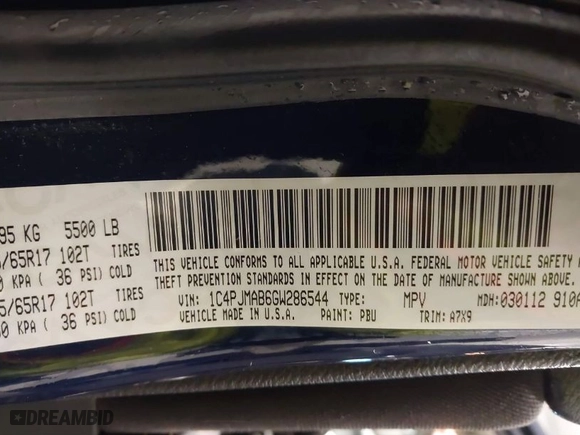 95 KG 5500 LB
/65R17 102T TIRES
0 KPA ( 36 PSI) COLD
5/65R17 102T TIRES
0 KPA ( 36 PSI) COLD
THIS VEHICLE CONFORMS TO ALL APPLICABLE U.S.A. FEDERAL MOTOR VEHICLE SAFETY
THEFT PREVENTION STANDARDS IN EFFECT ON THE DATE OF MANUFACTURE SHOWN ABOVE.
VIN: 1C4PJMAB6GW286544 TYPE: MPV MDH: 030112 910
VEHICLE MADE IN U.S.A. PAINT: PBU TRIM: A7X9
DREAMBID